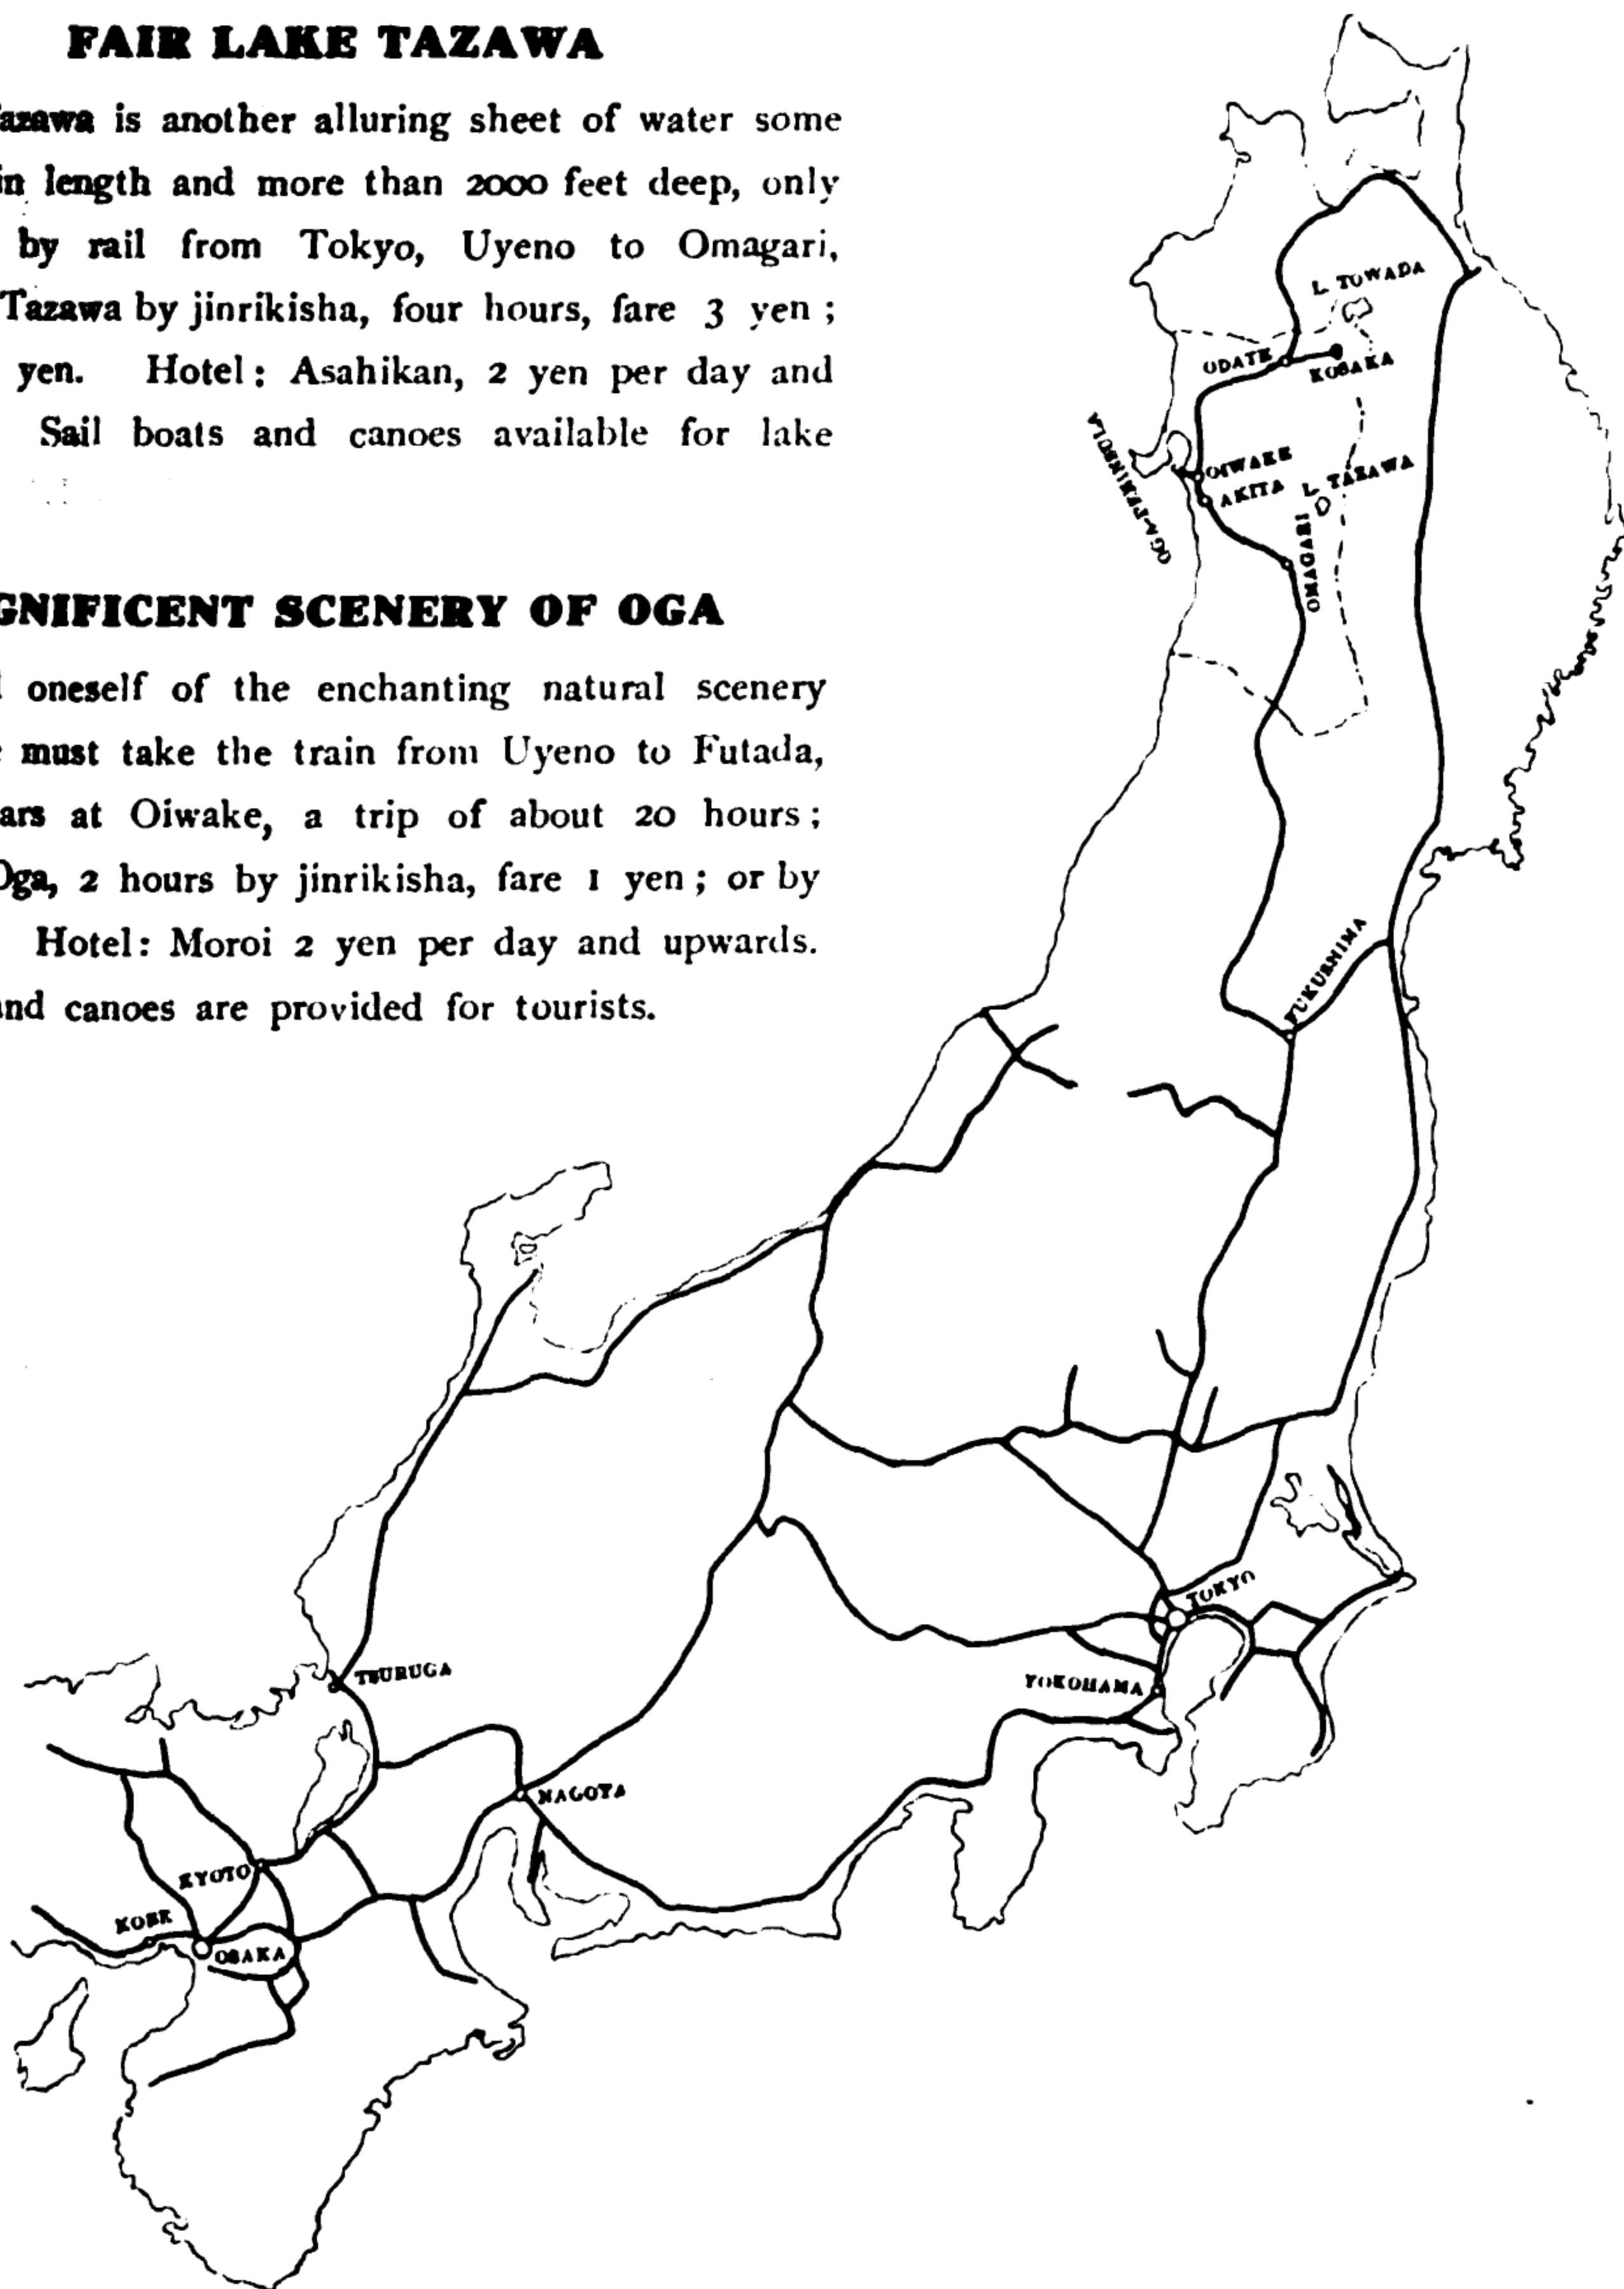 FAIR LAKE TAZAWA
azawa is another alluring sheet of water some
in length and more than 2000 feet deep, only
by rail from Tokyo, Uyeno to Omagari,
Tazawa by jinrikisha, four hours, fare 3 yen ;
yen. Hotel : Asahikan, 2 yen per day and
Sail boats and canoes available for lake
GNIFICENT SCENERY OF OGA
oneself of the enchanting natural scenery
must take the train from Uyeno to Futada,
ars at Oiwake, a trip of about 20 hours ;
Oga, 2 hours by jinrikisha, fare 1 yen ; or by
Hotel : Moroi 2 yen per day and upwards.
and canoes are provided for tourists.
L. TOWADA
ODATE
KOSAKA
OGA-PENINSULA
OIWAKE
AKITA
L. TAZAWA
OMAGARI
FUKUSHIMA
TOKYO
YOKOHAMA
TSURUGA
NAGOYA
KYOTO
KOBE
OSAKA